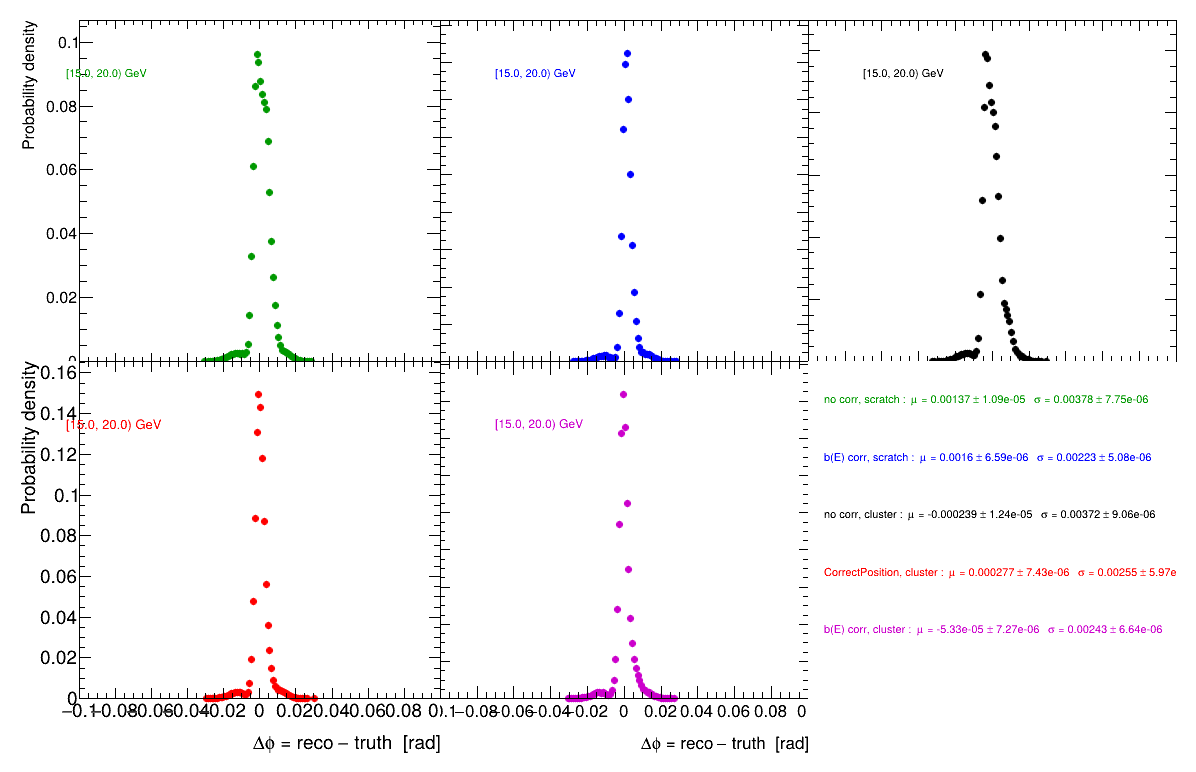 Probability density
0.1
0.08
0.06
0.04
0.02
[15.0, 20.0) GeV
[15.0, 20.0) GeV
[15.0, 20.0) GeV
Probability density
0.16
0.14
0.12
0.1
0.08
0.06
0.04
0.02
0
[15.0, 20.0) GeV
[15.0, 20.0) GeV
no corr, scratch : μ = 0.00137 ± 1.09e-05 σ = 0.00378 ± 7.75e-06
b(E) corr, scratch : μ = 0.0016 ± 6.59e-06 σ = 0.00223 ± 5.08e-06
no corr, cluster : μ = -0.000239 ± 1.24e-05 σ = 0.00372 ± 9.06e-06
CorrectPosition, cluster : μ = 0.000277 ± 7.43e-06 σ = 0.00255 ± 5.97e
b(E) corr, cluster : μ = -5.33e-05 ± 7.27e-06 σ = 0.00243 ± 6.64e-06
−0.1 −0.08 −0.06 −0.04 −0.02 0 0.02 0.04 0.06 0.08 0.1 −0.08 −0.06 −0.04 −0.02 0 0.02 0.04 0.06 0.08 0
Δϕ = reco − truth [rad]
Δϕ = reco − truth [rad]